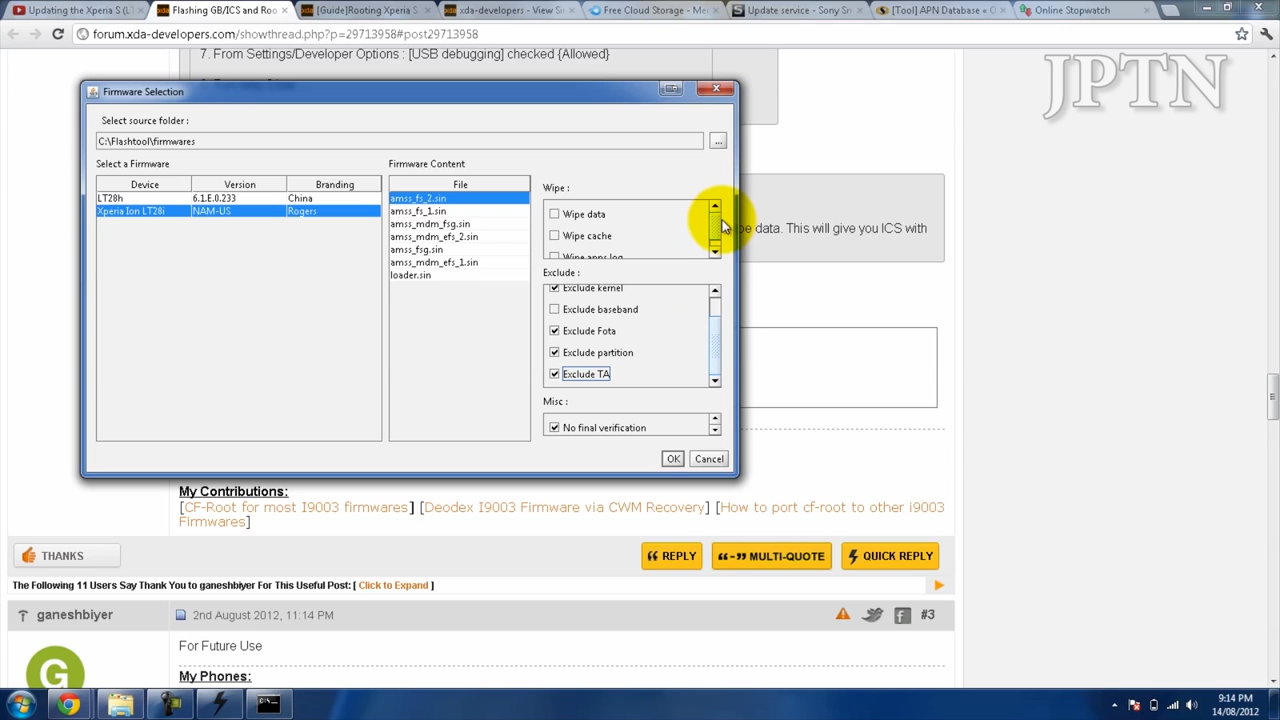 Updating the Xperia S (LT
Flashing GB/ICS and Roo
[Guide]Rooting Xperia S
xda-developers - View Sin
Free Cloud Storage - Me
Update service - Sony Sm
[Tool] APN Database « O
Online Stopwatch
forum.xda-developers.com/showthread.php?p=29713958#post29713958
JPTN
7. From Settings/Developer Options : [USB debugging] checked {Allowed}
Firmware Selection
Select source folder :
C:\Flashtool\firmwares
...
Select a Firmware
Device Version Branding
LT28h 6.1.E.0.233 China
Xperia Ion LT28i NAM-US Rogers
Firmware Content
File
amss_fs_2.sin
amss_fs_1.sin
amss_mdm_fsg.sin
amss_mdm_efs_2.sin
amss_fsg.sin
amss_mdm_efs_1.sin
loader.sin
Wipe :
Wipe data
Wipe cache
Wipe apps log
Exclude :
Exclude kernel
Exclude baseband
Exclude Fota
Exclude partition
Exclude TA
Misc :
No final verification
OK
Cancel
data. This will give you ICS with
My Contributions:
[CF-Root for most I9003 firmwares] [Deodex I9003 Firmware via CWM Recovery] [How to port cf-root to other i9003
Firmwares]
THANKS
REPLY
MULTI-QUOTE
QUICK REPLY
The Following 11 Users Say Thank You to ganeshbiyer For This Useful Post: [ Click to Expand ]
ganeshbiyer
2nd August 2012, 11:14 PM
#3
For Future Use
G
My Phones:
9:14 PM
14/08/2012